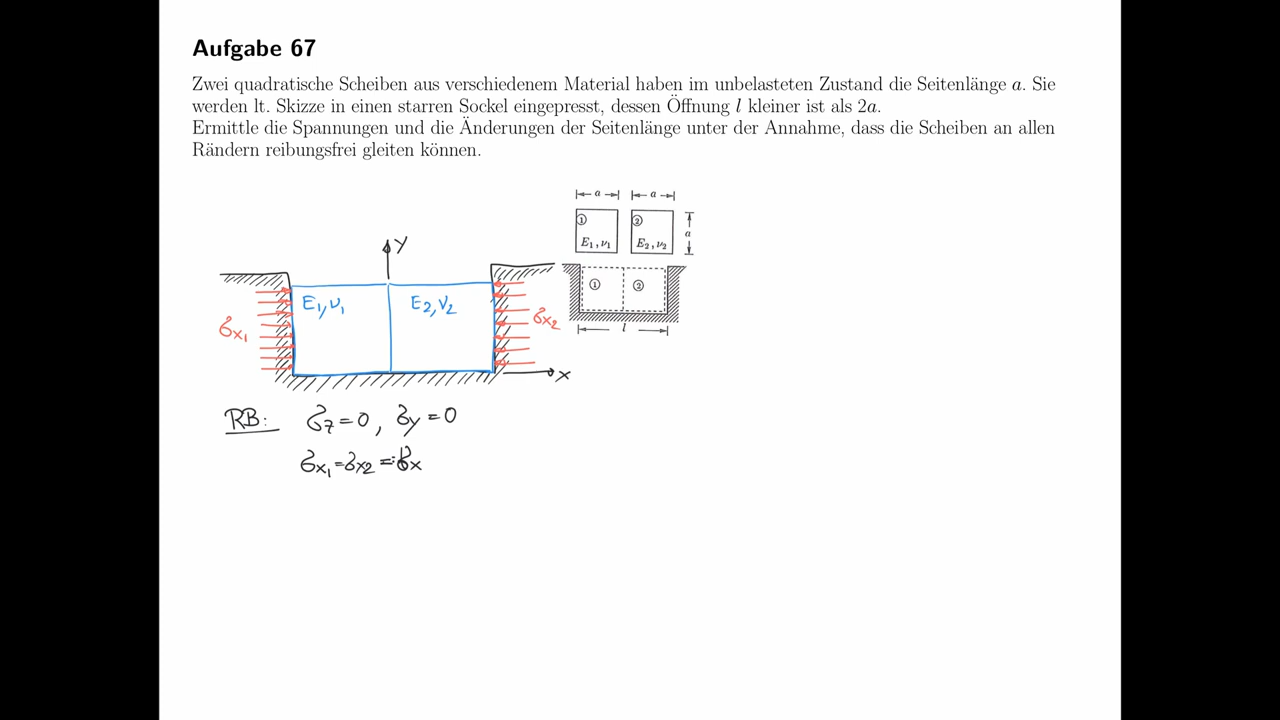 Aufgabe 67
Zwei quadratische Scheiben aus verschiedenem Material haben im unbelasteten Zustand die Seitenlänge a. Sie
werden lt. Skizze in einen starren Sockel eingepresst, dessen Öffnung l kleiner ist als 2a.
Ermittle die Spannungen und die Änderungen der Seitenlänge unter der Annahme, dass die Scheiben an allen
Rändern reibungsfrei gleiten können.
a a
① ②
a
E₁, ν₁ E₂, ν₂
y
① ②
E₁, ν₁ E₂, ν₂
σx₁ σx₂
l
x
RB: σz = 0, σy = 0
σx₁ = σx₂ =: σx